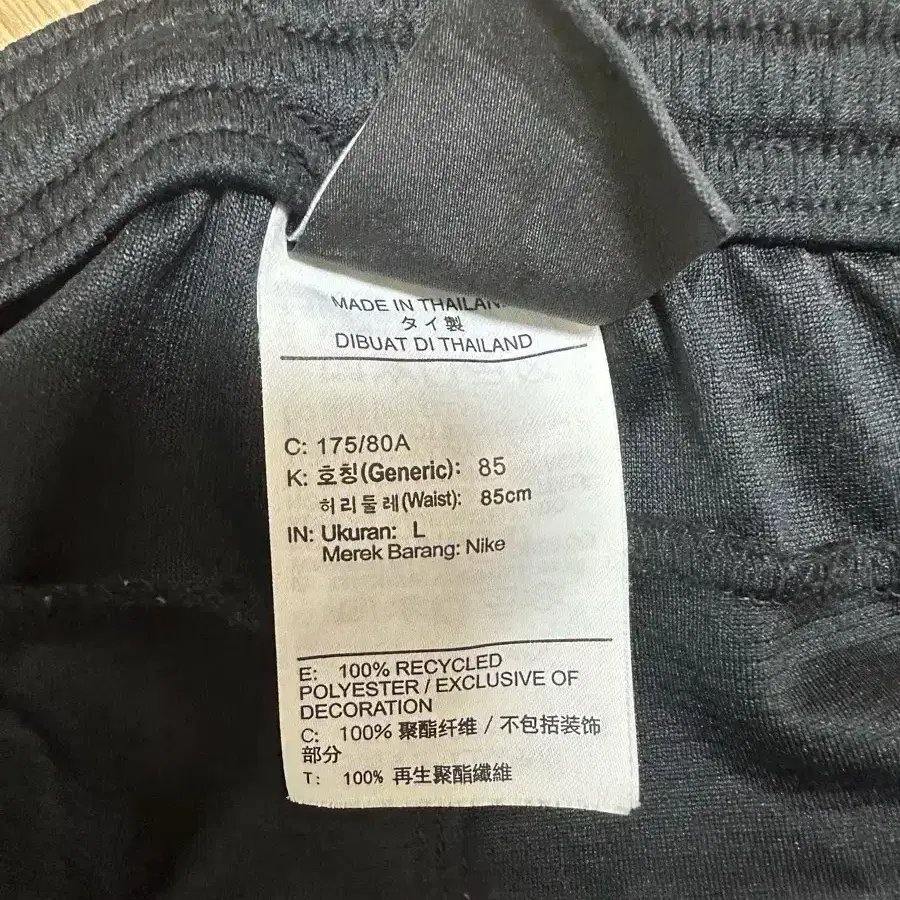 MADE IN THAILAN
タイ製
DIBUAT DI THAILAND
C: 175/80A
K: 호칭(Generic): 85
허리둘레(Waist): 85cm
IN: Ukuran: L
Merek Barang: Nike
E: 100% RECYCLED
POLYESTER / EXCLUSIVE OF
DECORATION
C: 100% 聚酯纤维 / 不包括装饰
部分
T: 100% 再生聚酯纖維